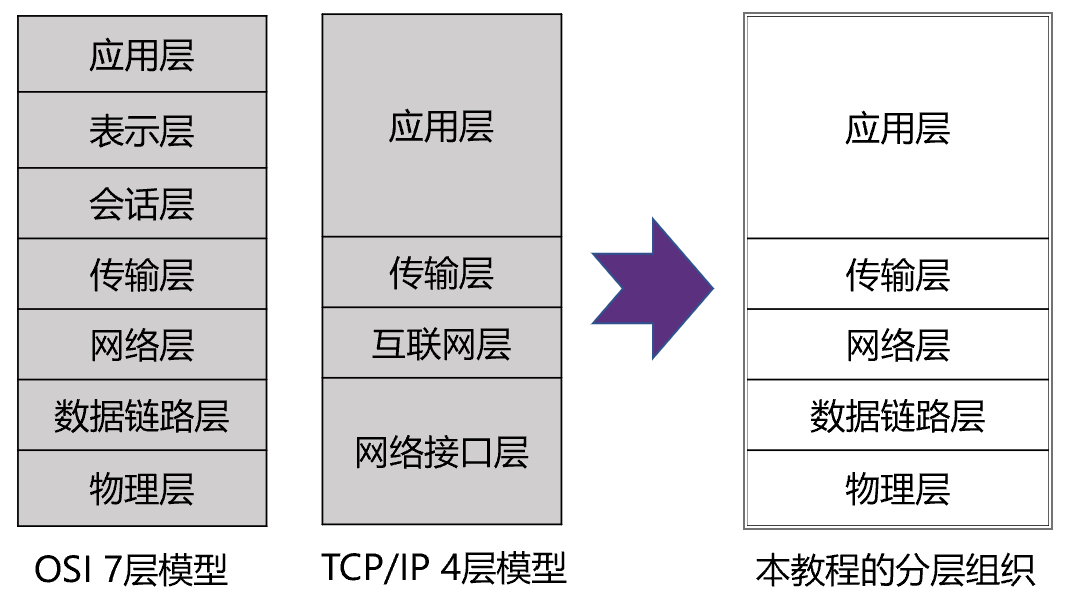 应用层
表示层
会话层
传输层
网络层
数据链路层
物理层
OSI 7层模型
应用层
传输层
互联网层
网络接口层
TCP/IP 4层模型
应用层
传输层
网络层
数据链路层
物理层
本教程的分层组织